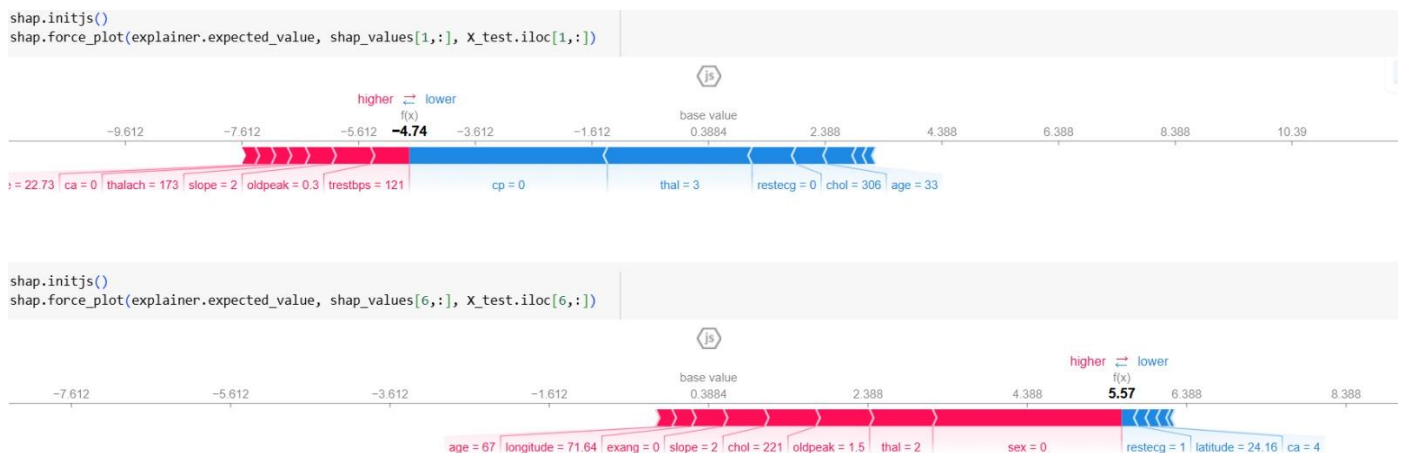 shap.initjs()
shap.force_plot(explainer.expected_value, shap_values[1,:], X_test.iloc[1,:])
js
higher ⇄ lower
f(x) base value
−9.612 −7.612 −5.612 −4.74 −3.612 −1.612 0.3884 2.388 4.388 6.388 8.388 10.39
= 22.73 ca = 0 thalach = 173 slope = 2 oldpeak = 0.3 trestbps = 121 cp = 0 thal = 3 restecg = 0 chol = 306 age = 33
shap.initjs()
shap.force_plot(explainer.expected_value, shap_values[6,:], X_test.iloc[6,:])
js
higher ⇄ lower
base value f(x)
−7.612 −5.612 −3.612 −1.612 0.3884 2.388 4.388 5.57 6.388 8.388
age = 67 longitude = 71.64 exang = 0 slope = 2 chol = 221 oldpeak = 1.5 thal = 2 sex = 0 restecg = 1 latitude = 24.16 ca = 4